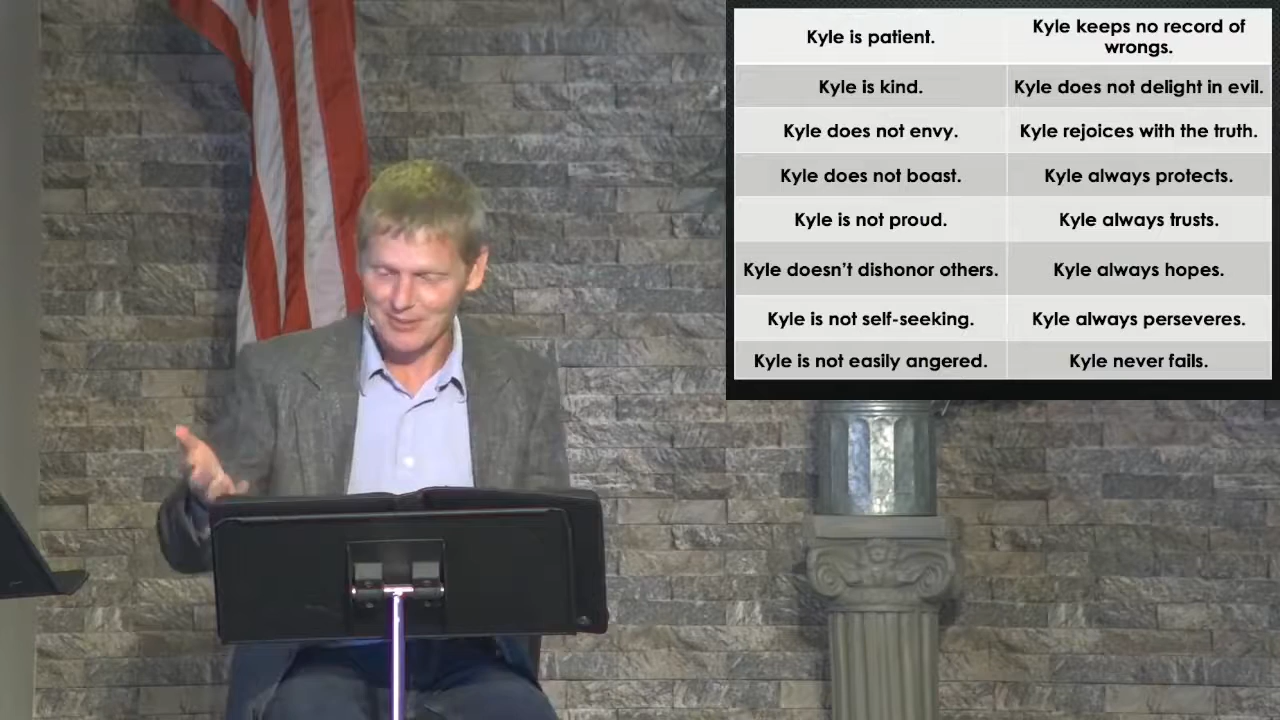 Kyle is patient.
Kyle keeps no record of
wrongs.
Kyle is kind.
Kyle does not delight in evil.
Kyle does not envy.
Kyle rejoices with the truth.
Kyle does not boast.
Kyle always protects.
Kyle is not proud.
Kyle always trusts.
Kyle doesn't dishonor others.
Kyle always hopes.
Kyle is not self-seeking.
Kyle always perseveres.
Kyle is not easily angered.
Kyle never fails.